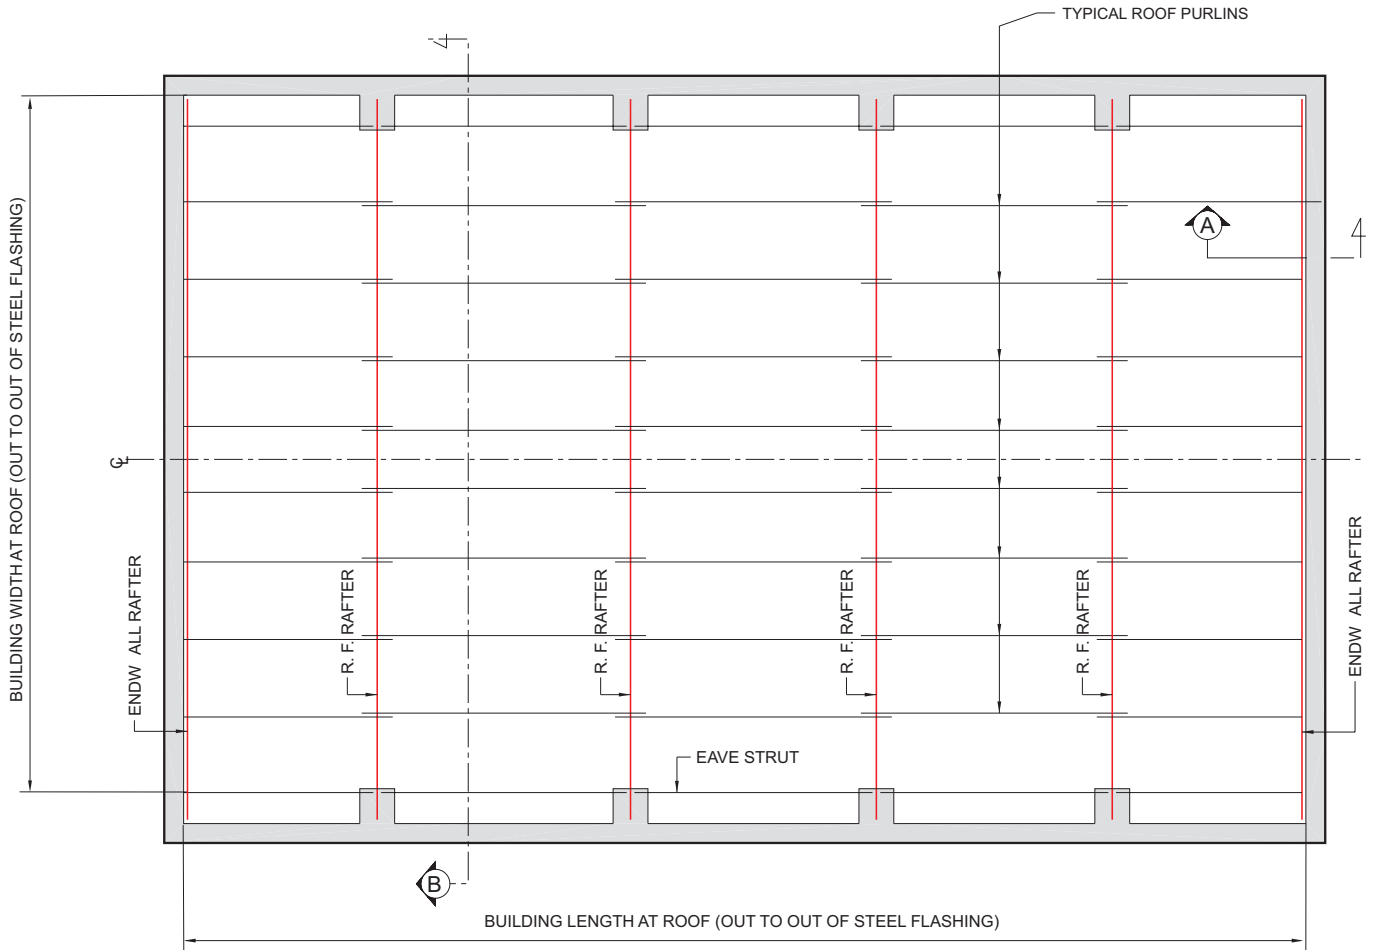 TYPICAL ROOF PURLINS
4
A
4
BUILDING WIDTH AT ROOF (OUT TO OUT OF STEEL FLASHING)
℄
ENDW ALL RAFTER
R. F. RAFTER
R. F. RAFTER
R. F. RAFTER
R. F. RAFTER
ENDW ALL RAFTER
EAVE STRUT
B
BUILDING LENGTH AT ROOF (OUT TO OUT OF STEEL FLASHING)